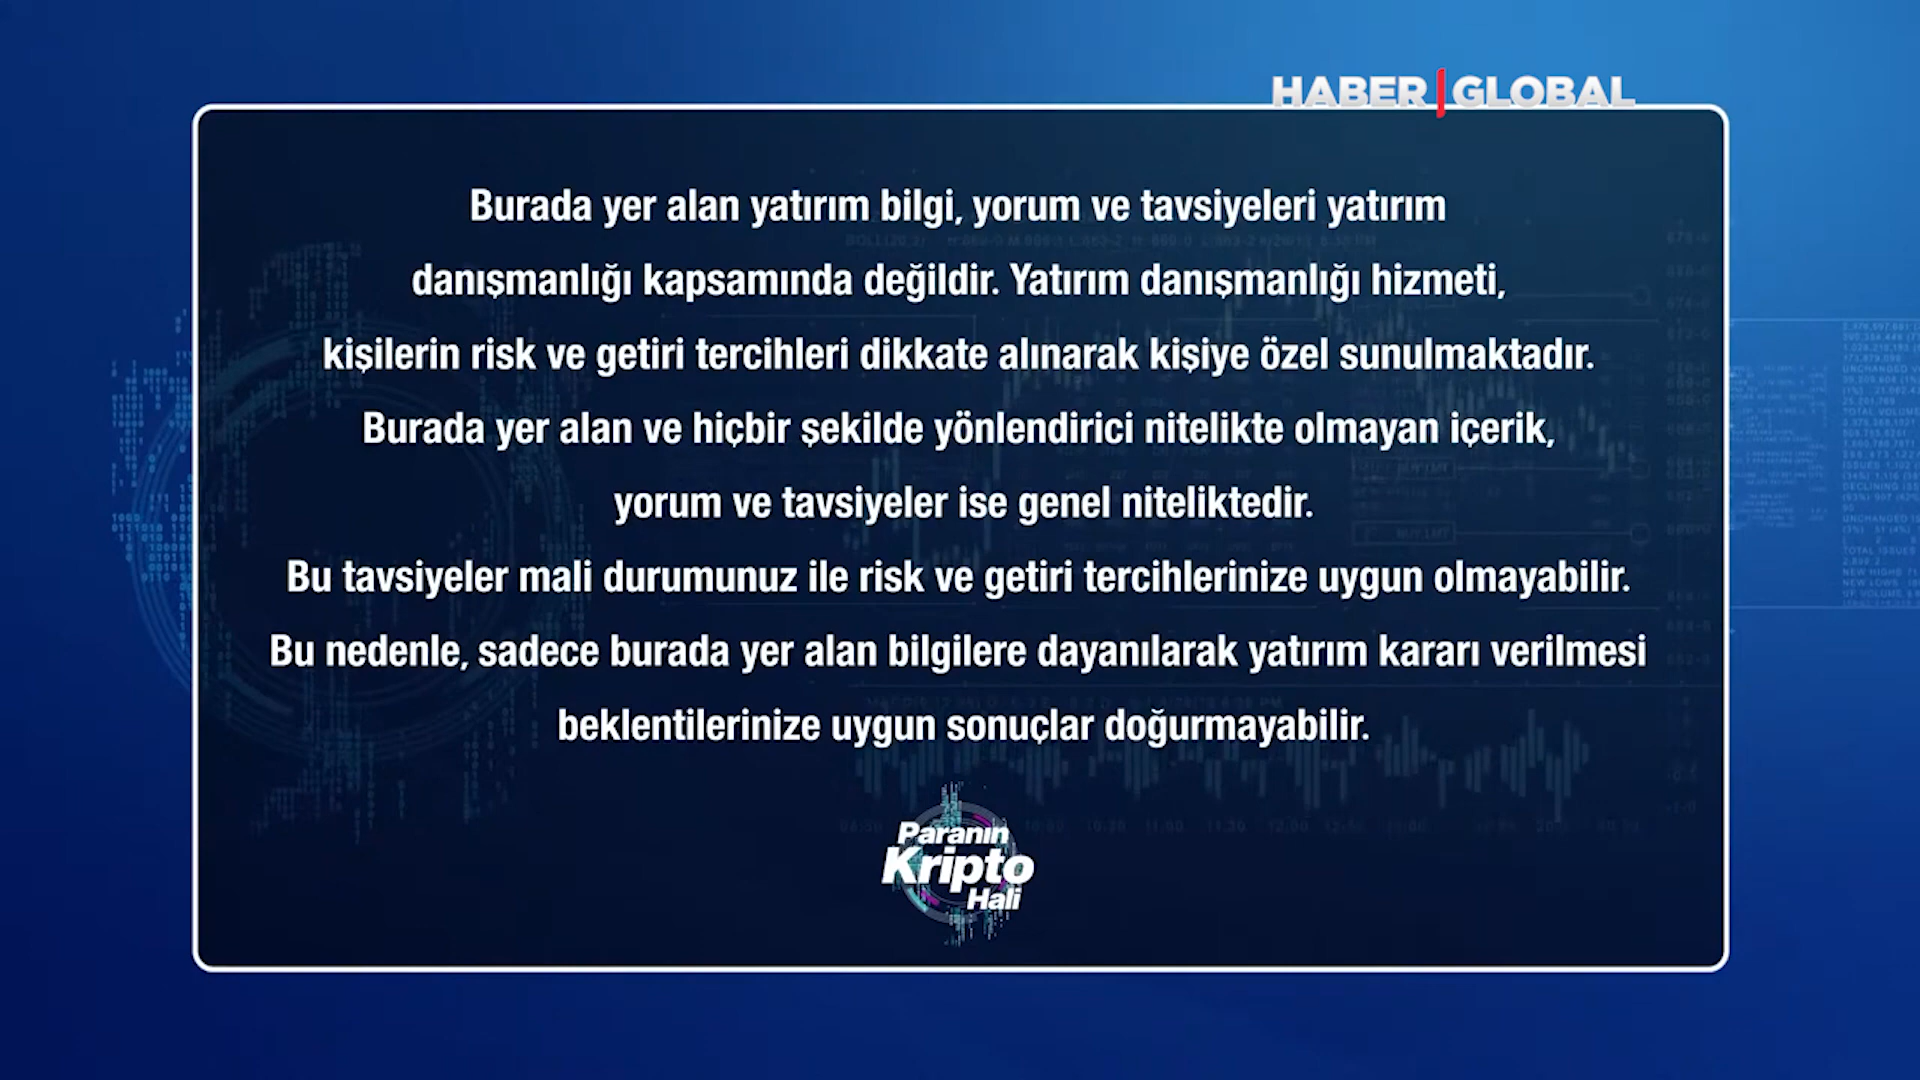 HABER GLOBAL
Burada yer alan yatırım bilgi, yorum ve tavsiyeleri yatırım
danışmanlığı kapsamında değildir. Yatırım danışmanlığı hizmeti,
kişilerin risk ve getiri tercihleri dikkate alınarak kişiye özel sunulmaktadır.
Burada yer alan ve hiçbir şekilde yönlendirici nitelikte olmayan içerik,
yorum ve tavsiyeler ise genel niteliktedir.
Bu tavsiyeler mali durumunuz ile risk ve getiri tercihlerinize uygun olmayabilir.
Bu nedenle, sadece burada yer alan bilgilere dayanılarak yatırım kararı verilmesi
beklentilerinize uygun sonuçlar doğurmayabilir.
Paranın
Kripto
Hali